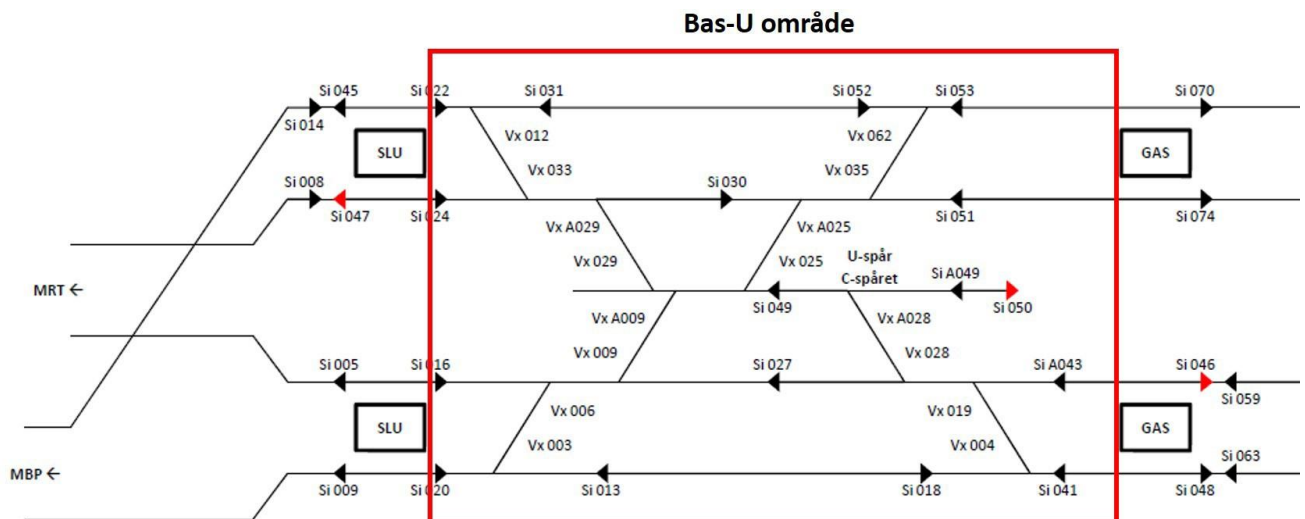 Bas-U område
Si 045 Si 022 Si 031 Si 052 Si 053 Si 070
Si 014
SLU
Vx 012
Vx 062
GAS
Vx 033
Vx 035
Si 008
Si 030
Si 047 Si 024
Si 051 Si 074
Vx A029
Vx A025
U-spår
C-spåret
Vx 029
Vx 025
Si A049
MRT ←
Si 049
Si 050
Vx A009
Vx A028
Vx 009
Vx 028
Si 005 Si 016 Si 027 Si A043 Si 046
Si 059
SLU
Vx 006
Vx 019
GAS
Vx 003
Vx 004
MBP ←
Si 063
Si 009 Si 020 Si 013 Si 018 Si 041 Si 048